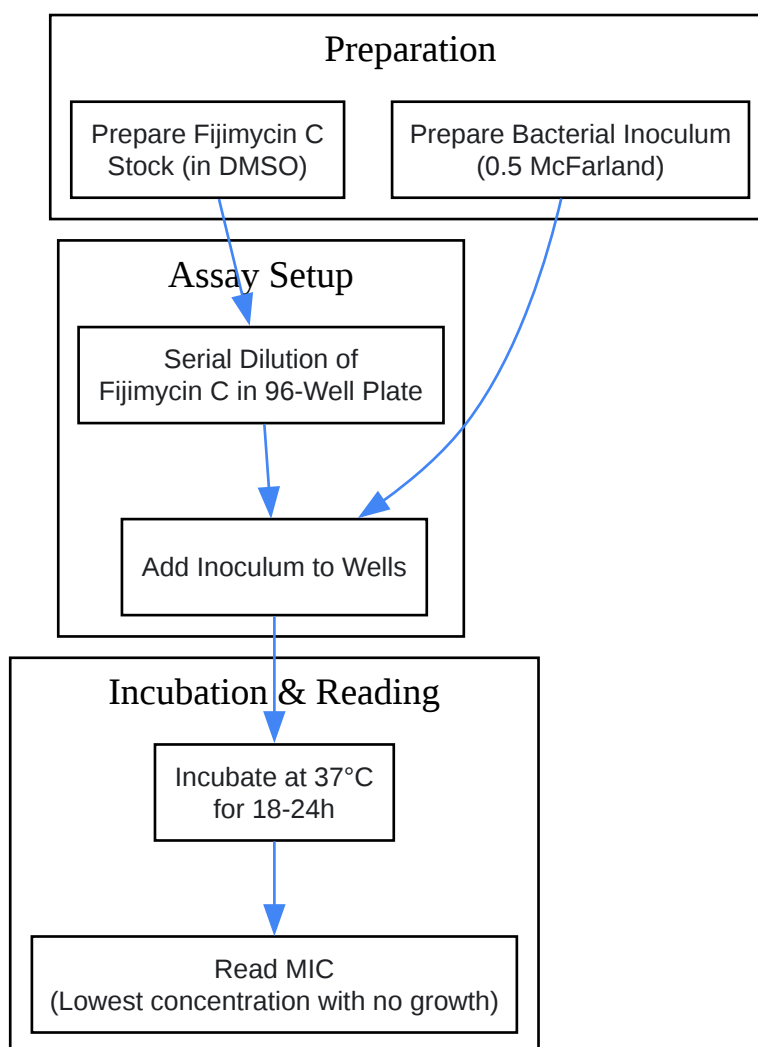 Preparation
Prepare Fijimycin C
Stock (in DMSO)
Prepare Bacterial Inoculum
(0.5 McFarland)
Assay Setup
Serial Dilution of
Fijimycin C in 96-Well Plate
Add Inoculum to Wells
Incubation & Reading
Incubate at 37°C
for 18-24h
Read MIC
(Lowest concentration with no growth)